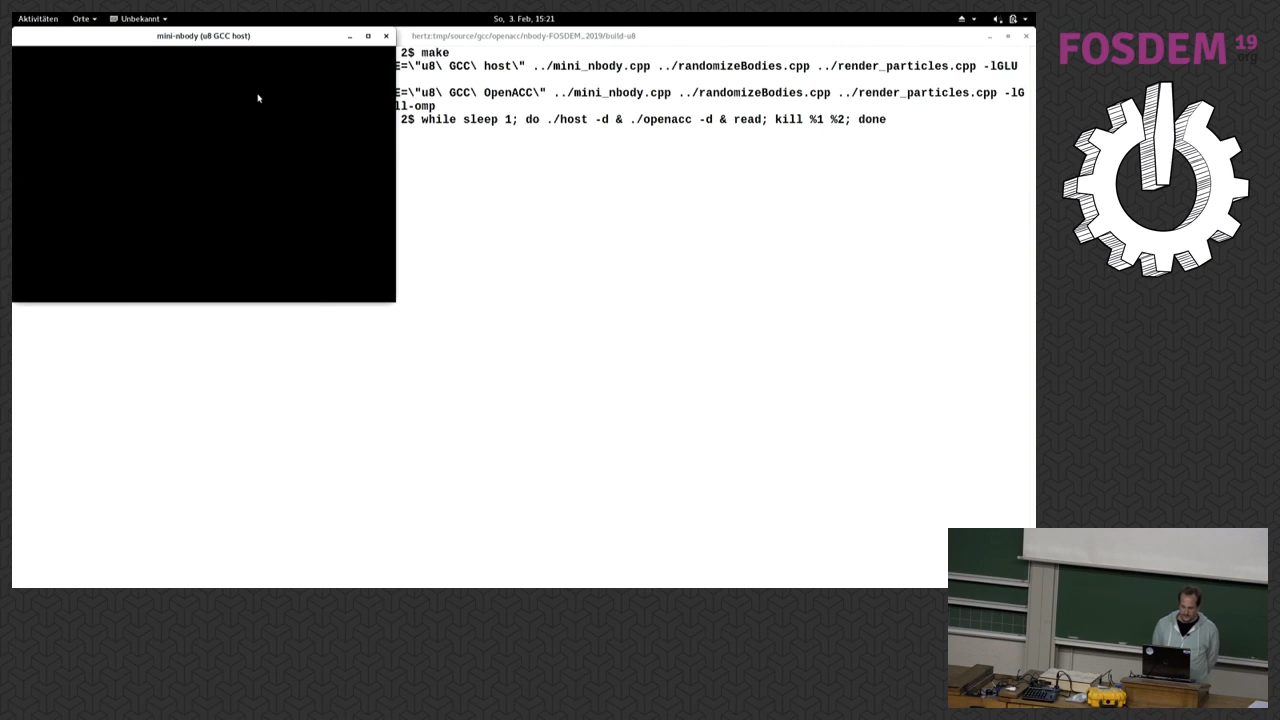 Aktivitäten Orte Unbekannt So, 3. Feb, 15:21
mini-nbody (u8 GCC host)
hertz:tmp/source/gcc/openacc/nbody-FOSDEM_2019/build-u8
2$ make
E=\"u8\ GCC\ host\" ../mini_nbody.cpp ../randomizeBodies.cpp ../render_particles.cpp -lGLU
E=\"u8\ GCC\ OpenACC\" ../mini_nbody.cpp ../randomizeBodies.cpp ../render_particles.cpp -lG
ll-omp
2$ while sleep 1; do ./host -d & ./openacc -d & read; kill %1 %2; done
FOSDEM 19
.org